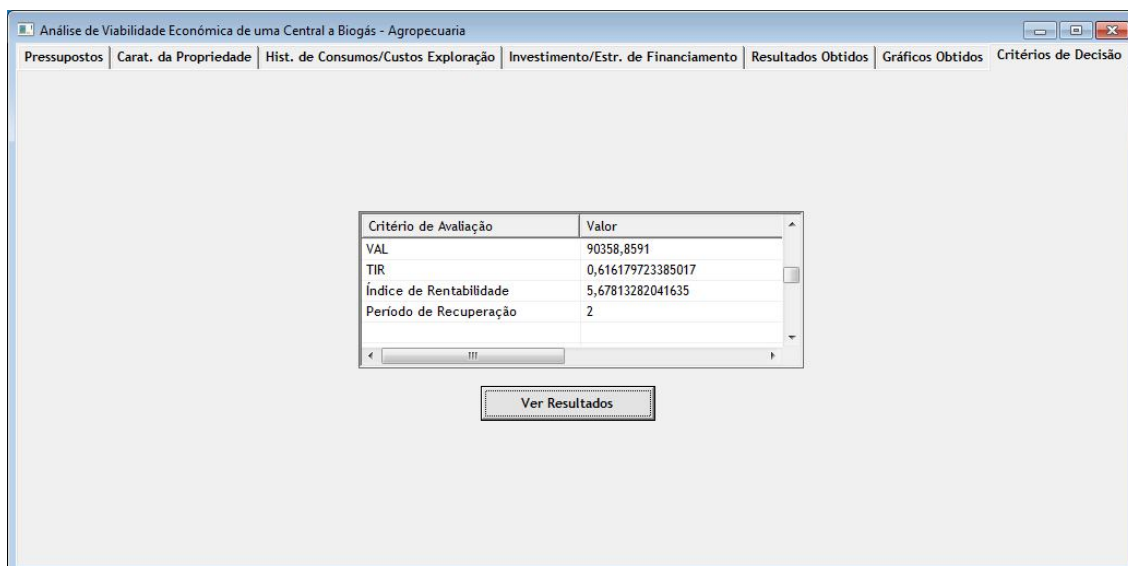 Análise de Viabilidade Económica de uma Central a Biogás - Agropecuaria
Pressupostos Carat. da Propriedade Hist. de Consumos/Custos Exploração Investimento/Estr. de Financiamento Resultados Obtidos Gráficos Obtidos Critérios de Decisão
Critério de Avaliação Valor
VAL 90358,8591
TIR 0,616179723385017
Índice de Rentabilidade 5,67813282041635
Período de Recuperação 2
Ver Resultados